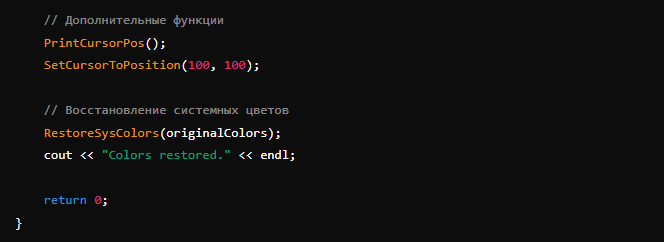 // Дополнительные функции
PrintCursorPos();
SetCursorToPosition(100, 100);
// Восстановление системных цветов
RestoreSysColors(originalColors);
cout << "Colors restored." << endl;
return 0;
}